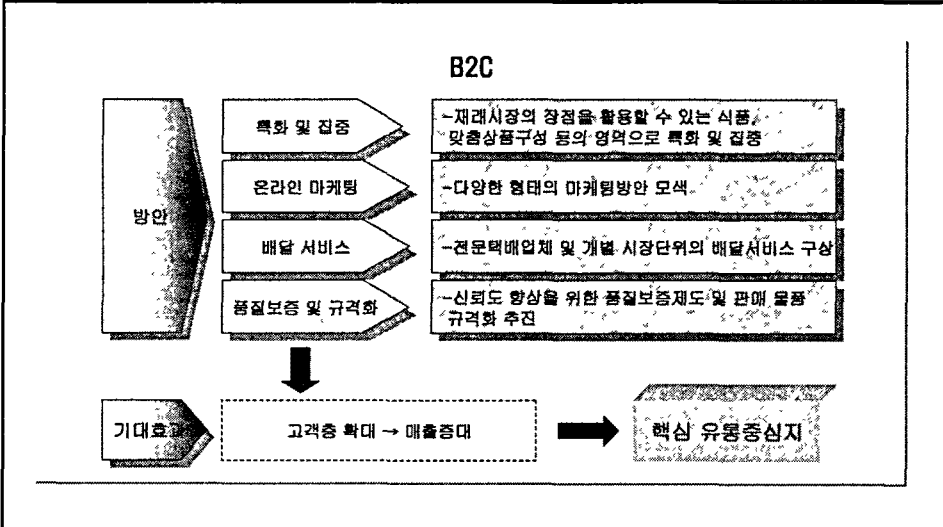 B2C
방안
특화 및 집중
-재래시장의 장점을 활용할 수 있는 식품,
맞춤상품구성 등의 영역으로 특화 및 집중
온라인 마케팅
-다양한 형태의 마케팅방안 모색
배달 서비스
-전문택배업체 및 개별 시장단위의 배달서비스 구상
품질보증 및 규격화
-신뢰도 향상을 위한 품질보증제도 및 판매 물품
규격화 추진
기대효과
고객층 확대 → 매출증대
핵심 유통중심지